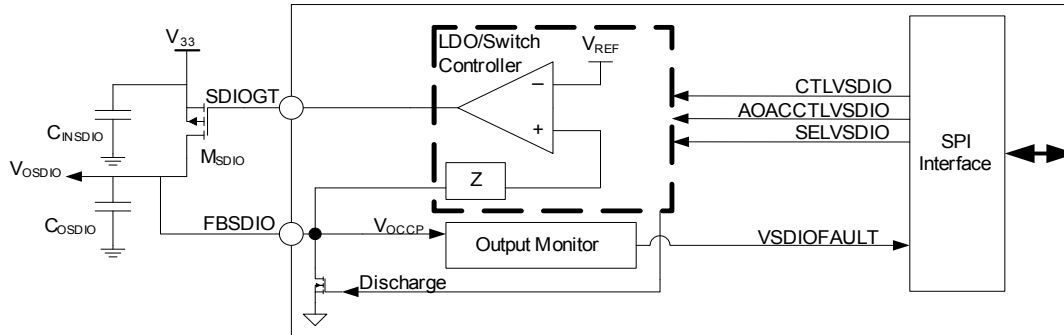 LDO/Switch
Controller
V33
VREF
SDIOGT
CINSDIO
MSDIO
VOSDIO
COSDIO
FBSDIO
–
+
Z
VOCCP
Output Monitor
Discharge
CTLVSDIO
AOACCTLVSDIO
SELVSDIO
VSDIOFAULT
SPI
Interface